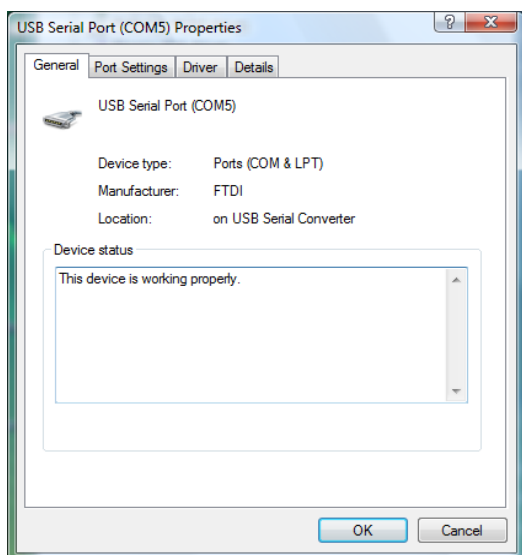 USB Serial Port (COM5) Properties
?
X
General Port Settings Driver Details
USB Serial Port (COM5)
Device type: Ports (COM & LPT)
Manufacturer: FTDI
Location: on USB Serial Converter
Device status
This device is working properly.
OK Cancel